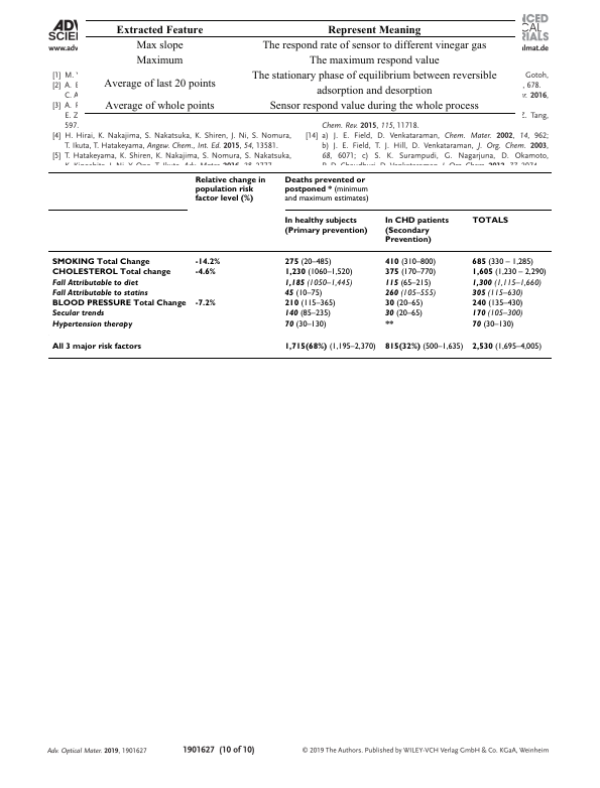 ADV
SCIEN
www.adv
NCED
CAL
RIALS
lmat.de
Extracted Feature Represent Meaning
Max slope The respond rate of sensor to different vinegar gas
Maximum The maximum respond value
Average of last 20 points The stationary phase of equilibrium between reversible
adsorption and desorption
Average of whole points Sensor respond value during the whole process
[1] M.
[2] A.
C. A
[3] A. F
E. Z
597.
[4] H. Hirai, K. Nakajima, S. Nakatsuka, K. Shiren, J. Ni, S. Nomura,
T. Ikuta, T. Hatakeyama, Angew. Chem., Int. Ed. 2015, 54, 13581.
[5] T. Hatakeyama, K. Shiren, K. Nakajima, S. Nomura, S. Nakatsuka,
Gotoh,
, 678.
2016,
Tang,
Chem. Rev. 2015, 115, 11718.
[14] a) J. E. Field, D. Venkataraman, Chem. Mater. 2002, 14, 962;
b) J. E. Field, T. J. Hill, D. Venkataraman, J. Org. Chem. 2003,
68, 6071; c) S. K. Surampudi, G. Nagarjuna, D. Okamoto,
Relative change in
population risk
factor level (%)
Deaths prevented or
postponed * (minimum
and maximum estimates)
In healthy subjects
(Primary prevention)
In CHD patients
(Secondary
Prevention)
TOTALS
SMOKING Total Change -14.2% 275 (20–485) 410 (310–800) 685 (330 – 1,285)
CHOLESTEROL Total change -4.6% 1,230 (1060–1,520) 375 (170–770) 1,605 (1,230 – 2,290)
Fall Attributable to diet 1,185 (1050–1,445) 115 (65–215) 1,300 (1,115–1,660)
Fall Attributable to statins 45 (10–75) 260 (105–555) 305 (115–630)
BLOOD PRESSURE Total Change -7.2% 210 (115–365) 30 (20–65) 240 (135–430)
Secular trends 140 (85–235) 30 (20–65) 170 (105–300)
Hypertension therapy 70 (30–130) ** 70 (30–130)
All 3 major risk factors 1,715(68%) (1,195–2,370) 815(32%) (500–1,635) 2,530 (1,695–4,005)
Adv. Optical Mater. 2019, 1901627 1901627 (10 of 10) © 2019 The Authors. Published by WILEY-VCH Verlag GmbH & Co. KGaA, Weinheim